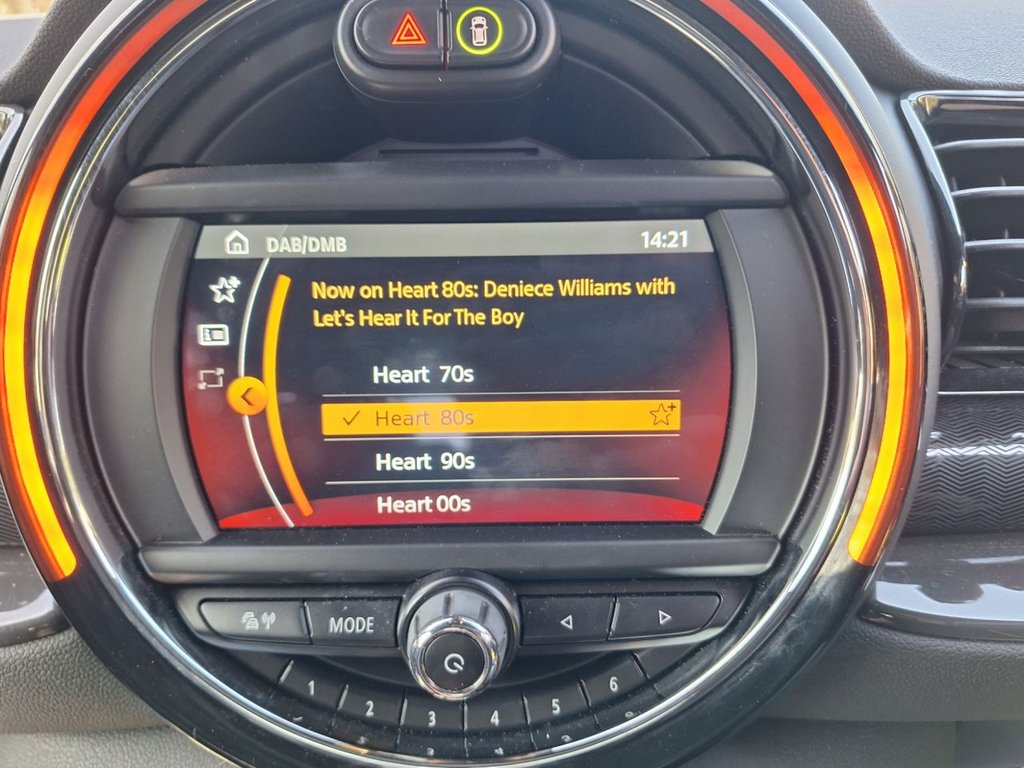 DAB/DMB 14:21
Now on Heart 80s: Deniece Williams with
Let's Hear It For The Boy
Heart 70s
Heart 80s
Heart 90s
Heart 00s
MODE
1 2 3 4 5 6